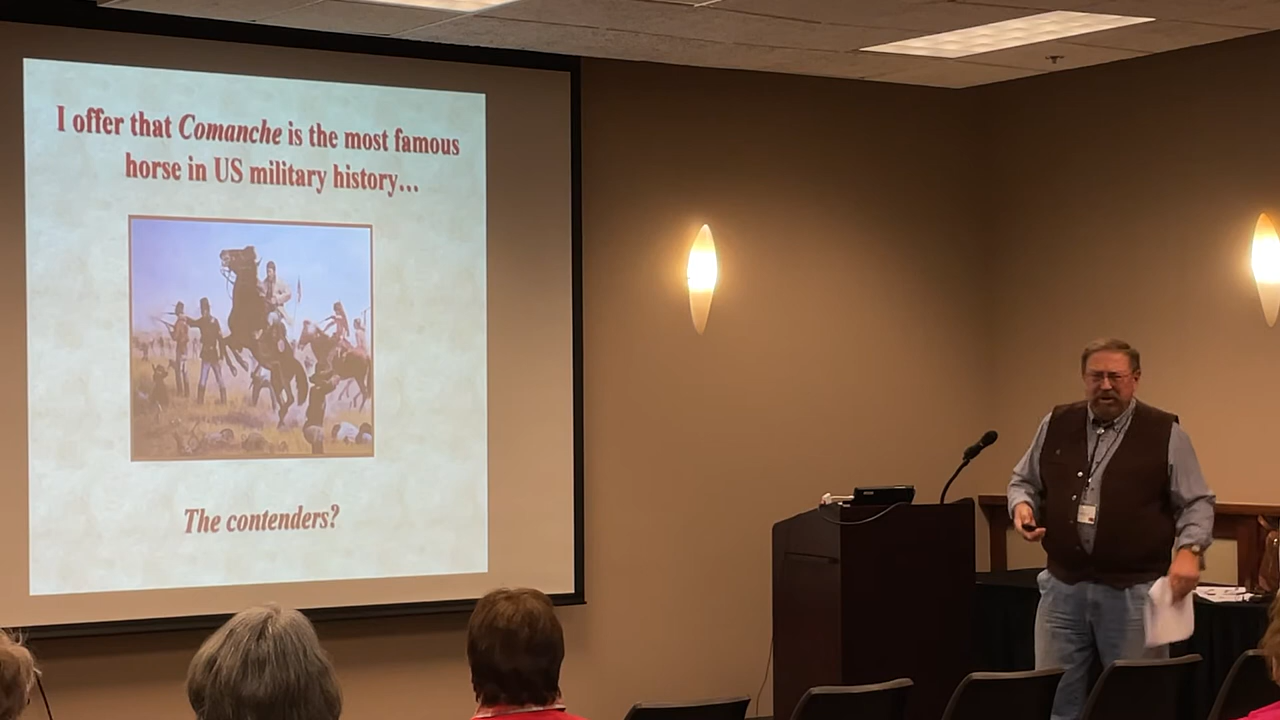 I offer that Comanche is the most famous
horse in US military history...
The contenders?